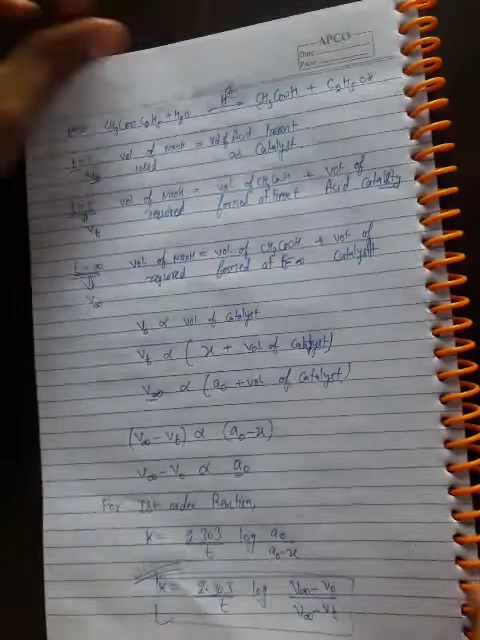 APCO
Date
Page
CH3COOC2H5 + H2O H⊕ CH3COOH + C2H5OH
t=0 vol of NaOH = vol of Acid Present
V0 used as Catalyst
t=t vol of NaOH = vol of CH3COOH + vol of
required formed at time t Acid Catalyst
Vt
t=∞ vol. of NaOH = vol. of CH3COOH + vol. of
required formed at t=∞ Catalyst
V∞
∝ vol of Catalyst
Vt ∝ (x + vol of Catalyst)
V∞ ∝ (a0 + vol. of Catalyst)
(V∞-Vt) ∝ (a0-x)
V∞-V0 ∝ a0
For Ist order Reaction,
K = 2.303/t log a0/a0-x
K = 2.303/t log V∞-V0/V∞-Vt